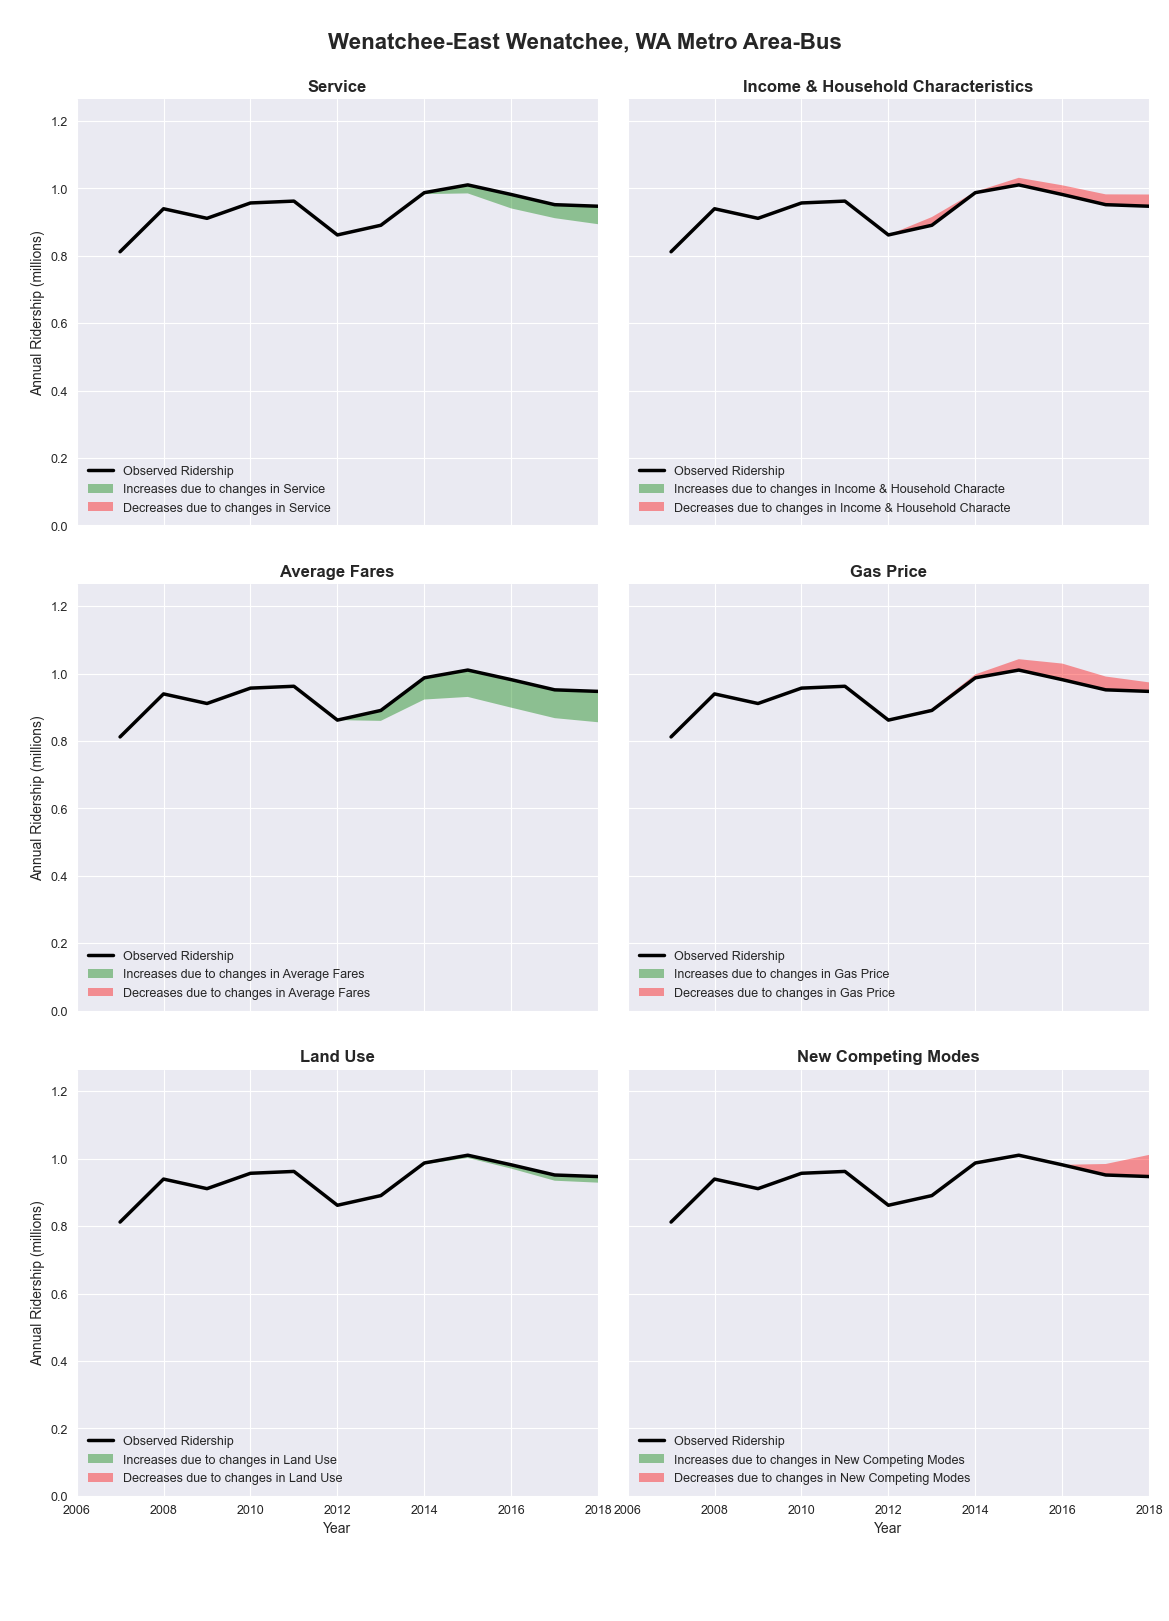 Wenatchee-East Wenatchee, WA Metro Area-Bus
Service
Income & Household Characteristics
1.2
1.0
0.8
0.6
0.4
0.2
0.0
Annual Ridership (millions)
Observed Ridership
Increases due to changes in Service
Decreases due to changes in Service
Observed Ridership
Increases due to changes in Income & Household Characte
Decreases due to changes in Income & Household Characte
Average Fares
Gas Price
1.2
1.0
0.8
0.6
0.4
0.2
0.0
Annual Ridership (millions)
Observed Ridership
Increases due to changes in Average Fares
Decreases due to changes in Average Fares
Observed Ridership
Increases due to changes in Gas Price
Decreases due to changes in Gas Price
Land Use
New Competing Modes
1.2
1.0
0.8
0.6
0.4
0.2
0.0
Annual Ridership (millions)
Observed Ridership
Increases due to changes in Land Use
Decreases due to changes in Land Use
Observed Ridership
Increases due to changes in New Competing Modes
Decreases due to changes in New Competing Modes
2006 2008 2010 2012 2014 2016 2018
2006 2008 2010 2012 2014 2016 2018
Year
Year